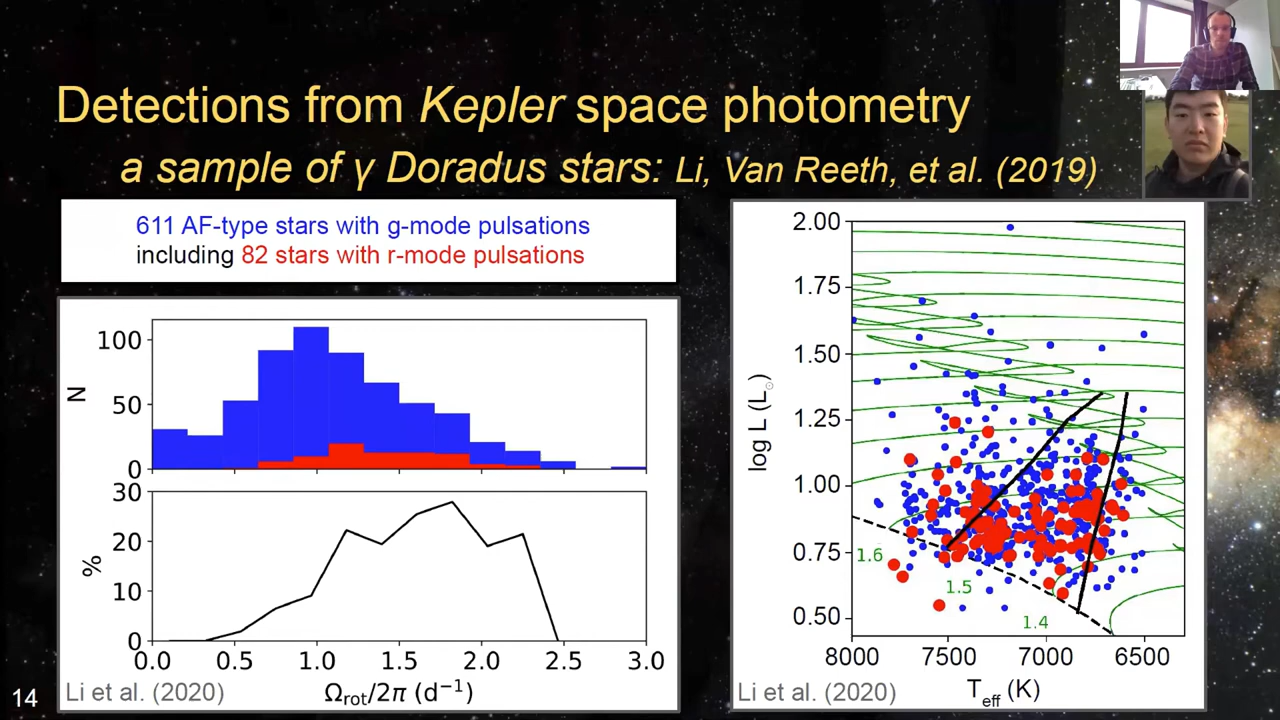 Detections from Kepler space photometry
a sample of γ Doradus stars: Li, Van Reeth, et al. (2019)
611 AF-type stars with g-mode pulsations
including 82 stars with r-mode pulsations
100
50
0
N
30
20
10
0
%
0.0 0.5 1.0 1.5 2.0 2.5 3.0
Ωrot/2π (d⁻¹)
Li et al. (2020)
14
2.00
1.75
1.50
1.25
1.00
0.75
0.50
log L (L☉)
1.6
1.5
1.4
8000 7500 7000 6500
Teff (K)
Li et al. (2020)